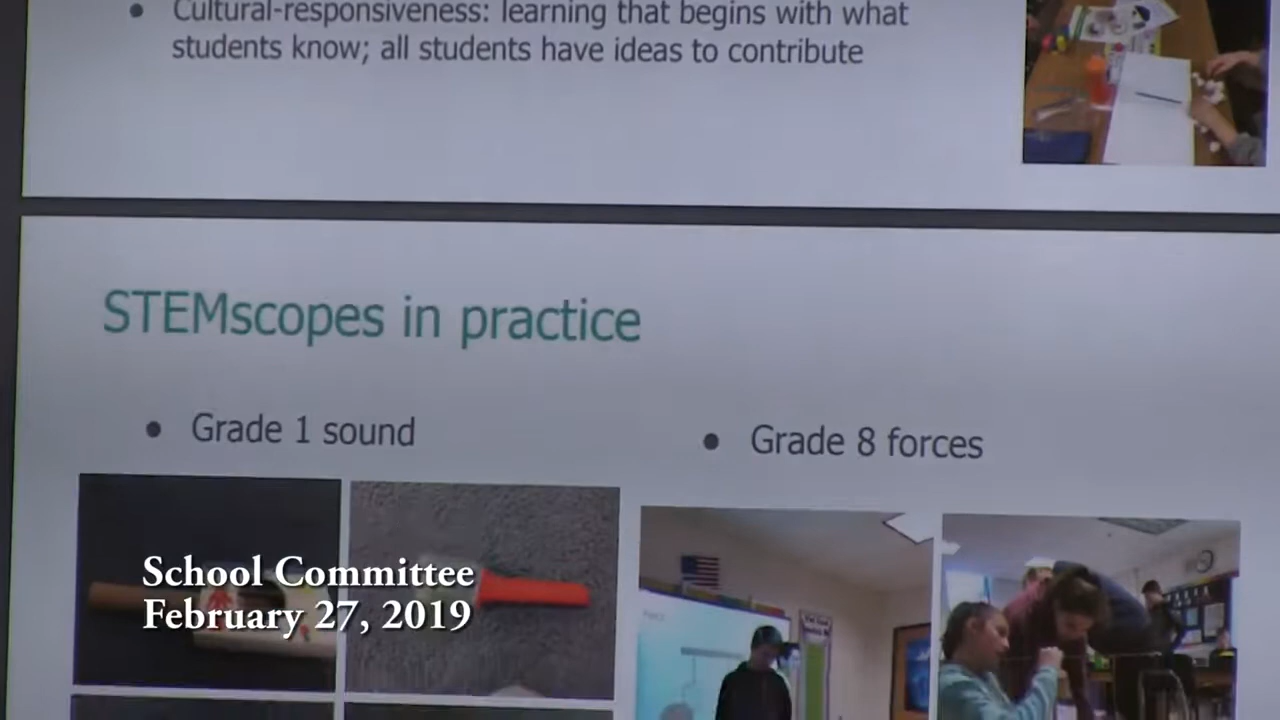 ● Cultural-responsiveness: learning that begins with what
students know; all students have ideas to contribute
STEMscopes in practice
● Grade 1 sound
● Grade 8 forces
School Committee
February 27, 2019